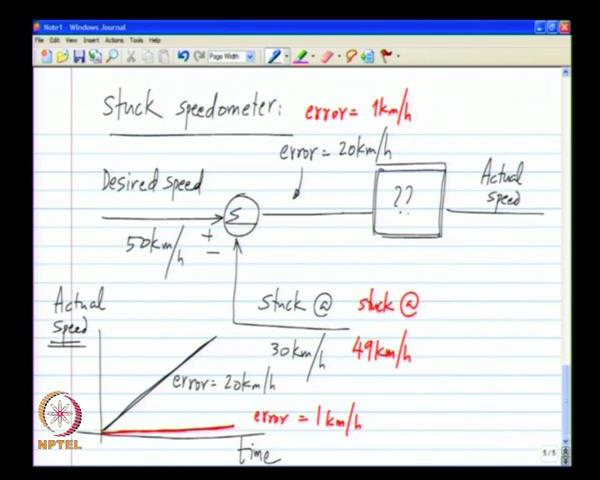 Note1 - Windows Journal
File Edit View Insert Actions Tools Help
Page Width
Stuck speedometer: error = 1km/h
error = 20km/h
Desired speed
Σ
??
Actual speed
50km/h
+
-
Stuck @ stuck @
30km/h 49km/h
Actual
speed
error = 20km/h
error = 1km/h
time
NPTEL
5/5